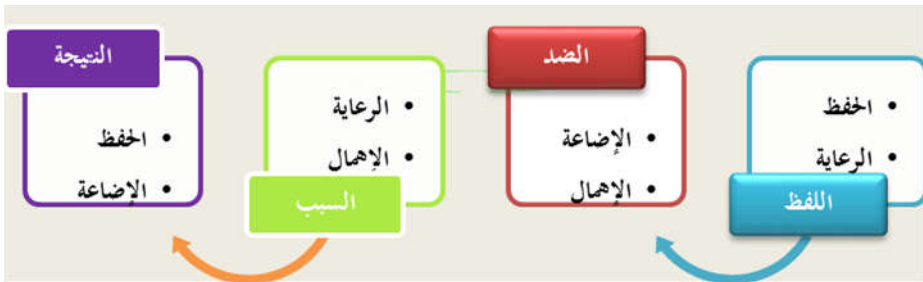 الحفظ
الرعاية
اللفظ
الضد
الإضاعة
الإهمال
الرعاية
الإهمال
السبب
النتيجة
الحفظ
الإضاعة